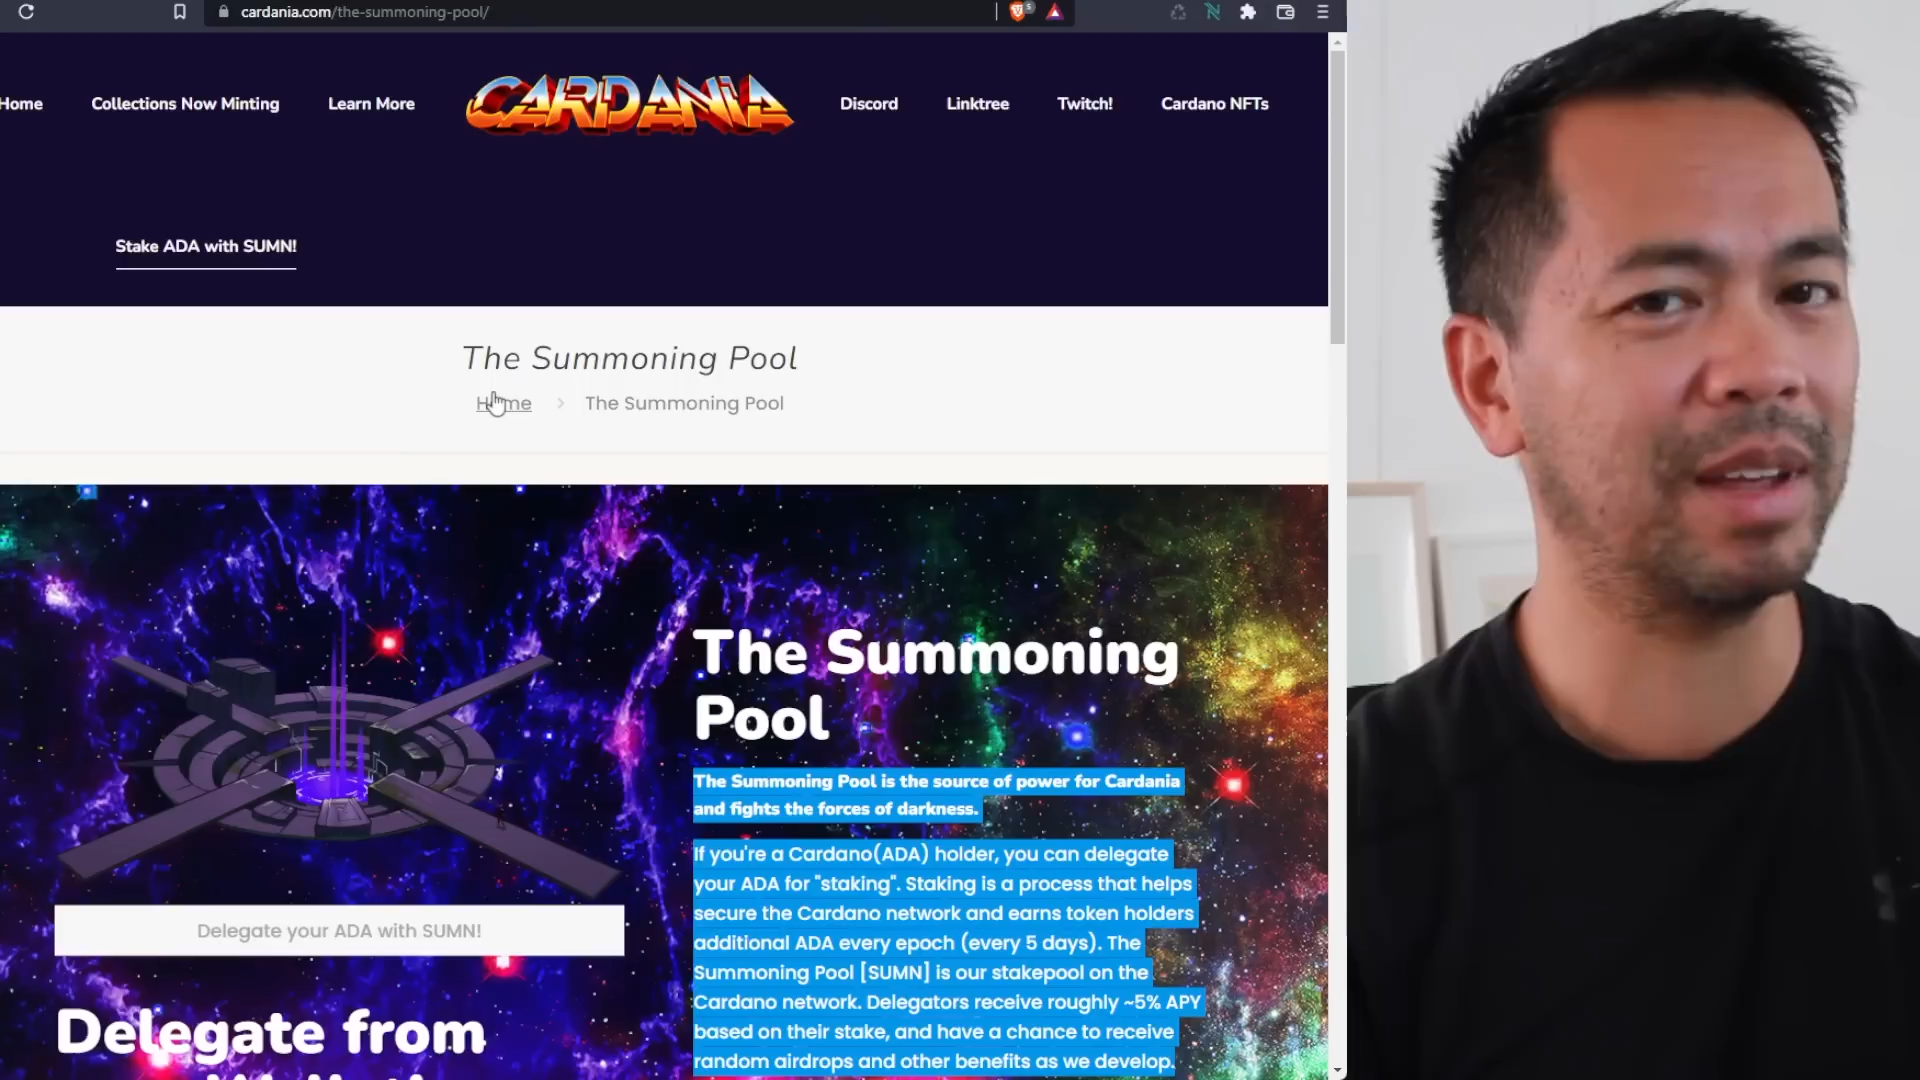 cardania.com/the-summoning-pool/
5
Home
Collections Now Minting
Learn More
CARDANIA
Discord
Linktree
Twitch!
Cardano NFTs
Stake ADA with SUMN!
The Summoning Pool
Home
The Summoning Pool
Delegate your ADA with SUMN!
Delegate from
The Summoning
Pool
The Summoning Pool is the source of power for Cardania
and fights the forces of darkness.
If you're a Cardano(ADA) holder, you can delegate
your ADA for "staking". Staking is a process that helps
secure the Cardano network and earns token holders
additional ADA every epoch (every 5 days). The
Summoning Pool [SUMN] is our stakepool on the
Cardano network. Delegators receive roughly ~5% APY
based on their stake, and have a chance to receive
random airdrops and other benefits as we develop.